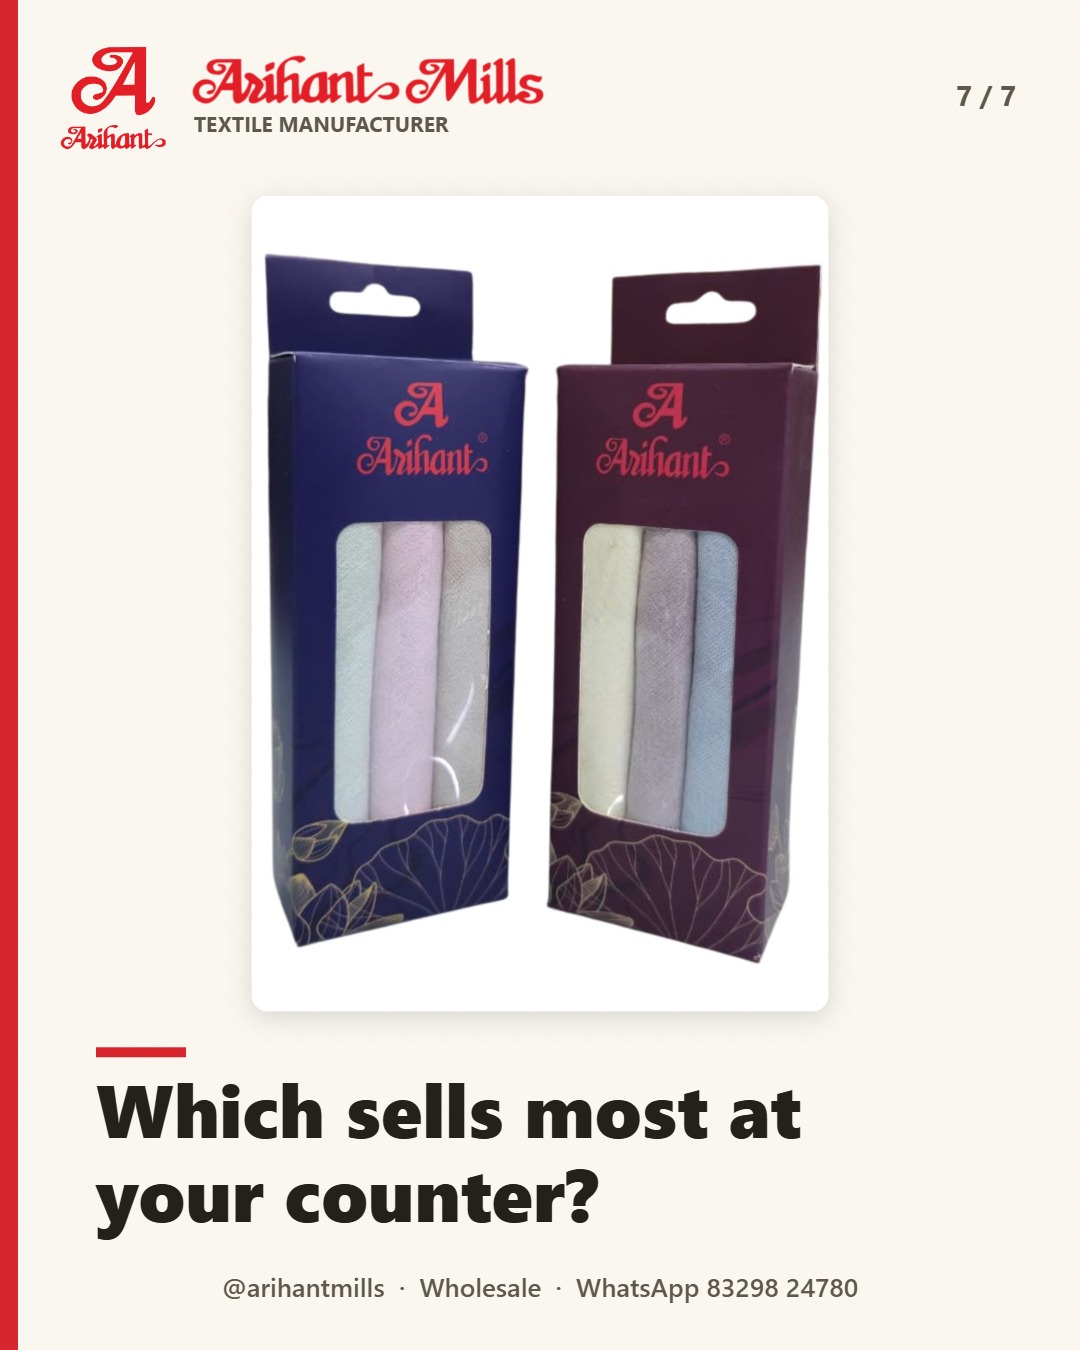 A
Arihant
Arihant Mills
TEXTILE MANUFACTURER
7 / 7
A
Arihant®
A
Arihant®
Which sells most at
your counter?
@arihantmills · Wholesale · WhatsApp 83298 24780